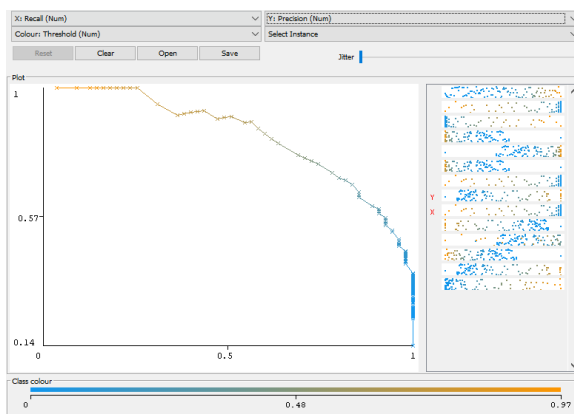 X: Recall (Num)
Y: Precision (Num)
Colour: Threshold (Num)
Select Instance
Reset
Clear
Open
Save
Jitter
Plot
1
0.57
0.14
0
0.5
1
Y
X
Class colour
0
0.48
0.97